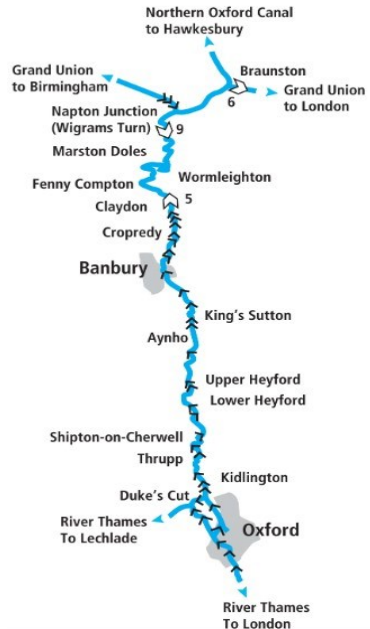 Northern Oxford Canal
to Hawkesbury
Braunston
Grand Union
to Birmingham
6
Grand Union
to London
Napton Junction
(Wigrams Turn)
9
Marston Doles
Wormleighton
Fenny Compton
5
Claydon
Cropredy
Banbury
King's Sutton
Aynho
Upper Heyford
Lower Heyford
Shipton-on-Cherwell
Thrupp
Kidlington
Duke's Cut
River Thames
To Lechlade
Oxford
River Thames
To London